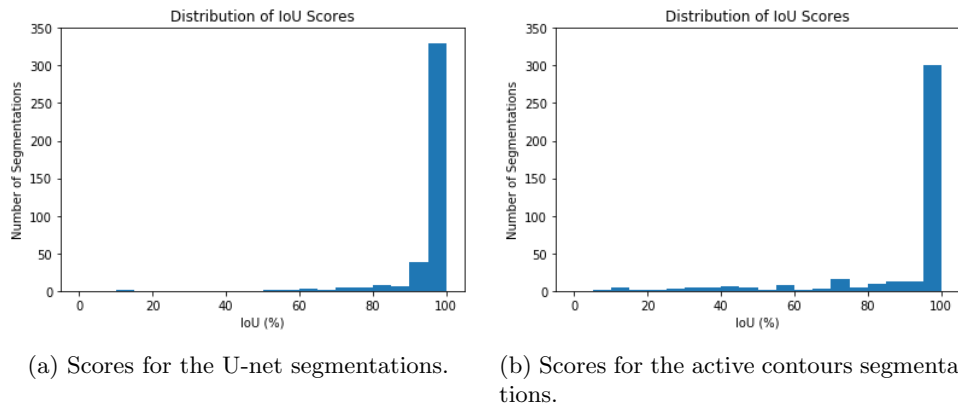 Distribution of IoU Scores
350
300
250
200
150
100
50
0
Number of Segmentations
0 20 40 60 80 100
IoU (%)
(a) Scores for the U-net segmentations.
Distribution of IoU Scores
350
300
250
200
150
100
50
0
Number of Segmentations
0 20 40 60 80 100
IoU (%)
(b) Scores for the active contours segmenta
tions.